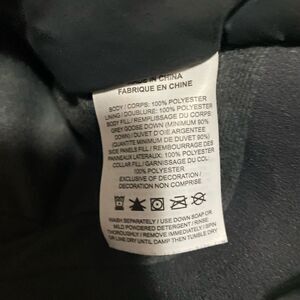 IN CHINA
FABRIQUE EN CHINE
BODY / CORPS: 100% POLYESTER
LINING / DOUBLURE: 100% POLYESTER
BODY FILL / REMPLISSAGE DU CORPS:
GREY GOOSE DOWN (MINIMUM 90%
DOWN) / DUVET D'OIE ARGENTEE
(QUANTITE MINIMUM DE DUVET 90%)
SIDE PANELS FILL / REMBOURRAGE DES
PANNEAUX LATERAUX: 100% POLYESTER
COLLAR FILL / GARNISSAGE DU COL:
100% POLYESTER
EXCLUSIVE OF DECORATION /
DECORATION NON COMPRISE
WASH SEPARATELY / USE DOWN SOAP OR
MILD POWDERED DETERGENT / RINSE
THOROUGHLY / REMOVE IMMEDIATELY / SPIN
OR LINE DRY UNTIL DAMP THEN TUMBLE DRY